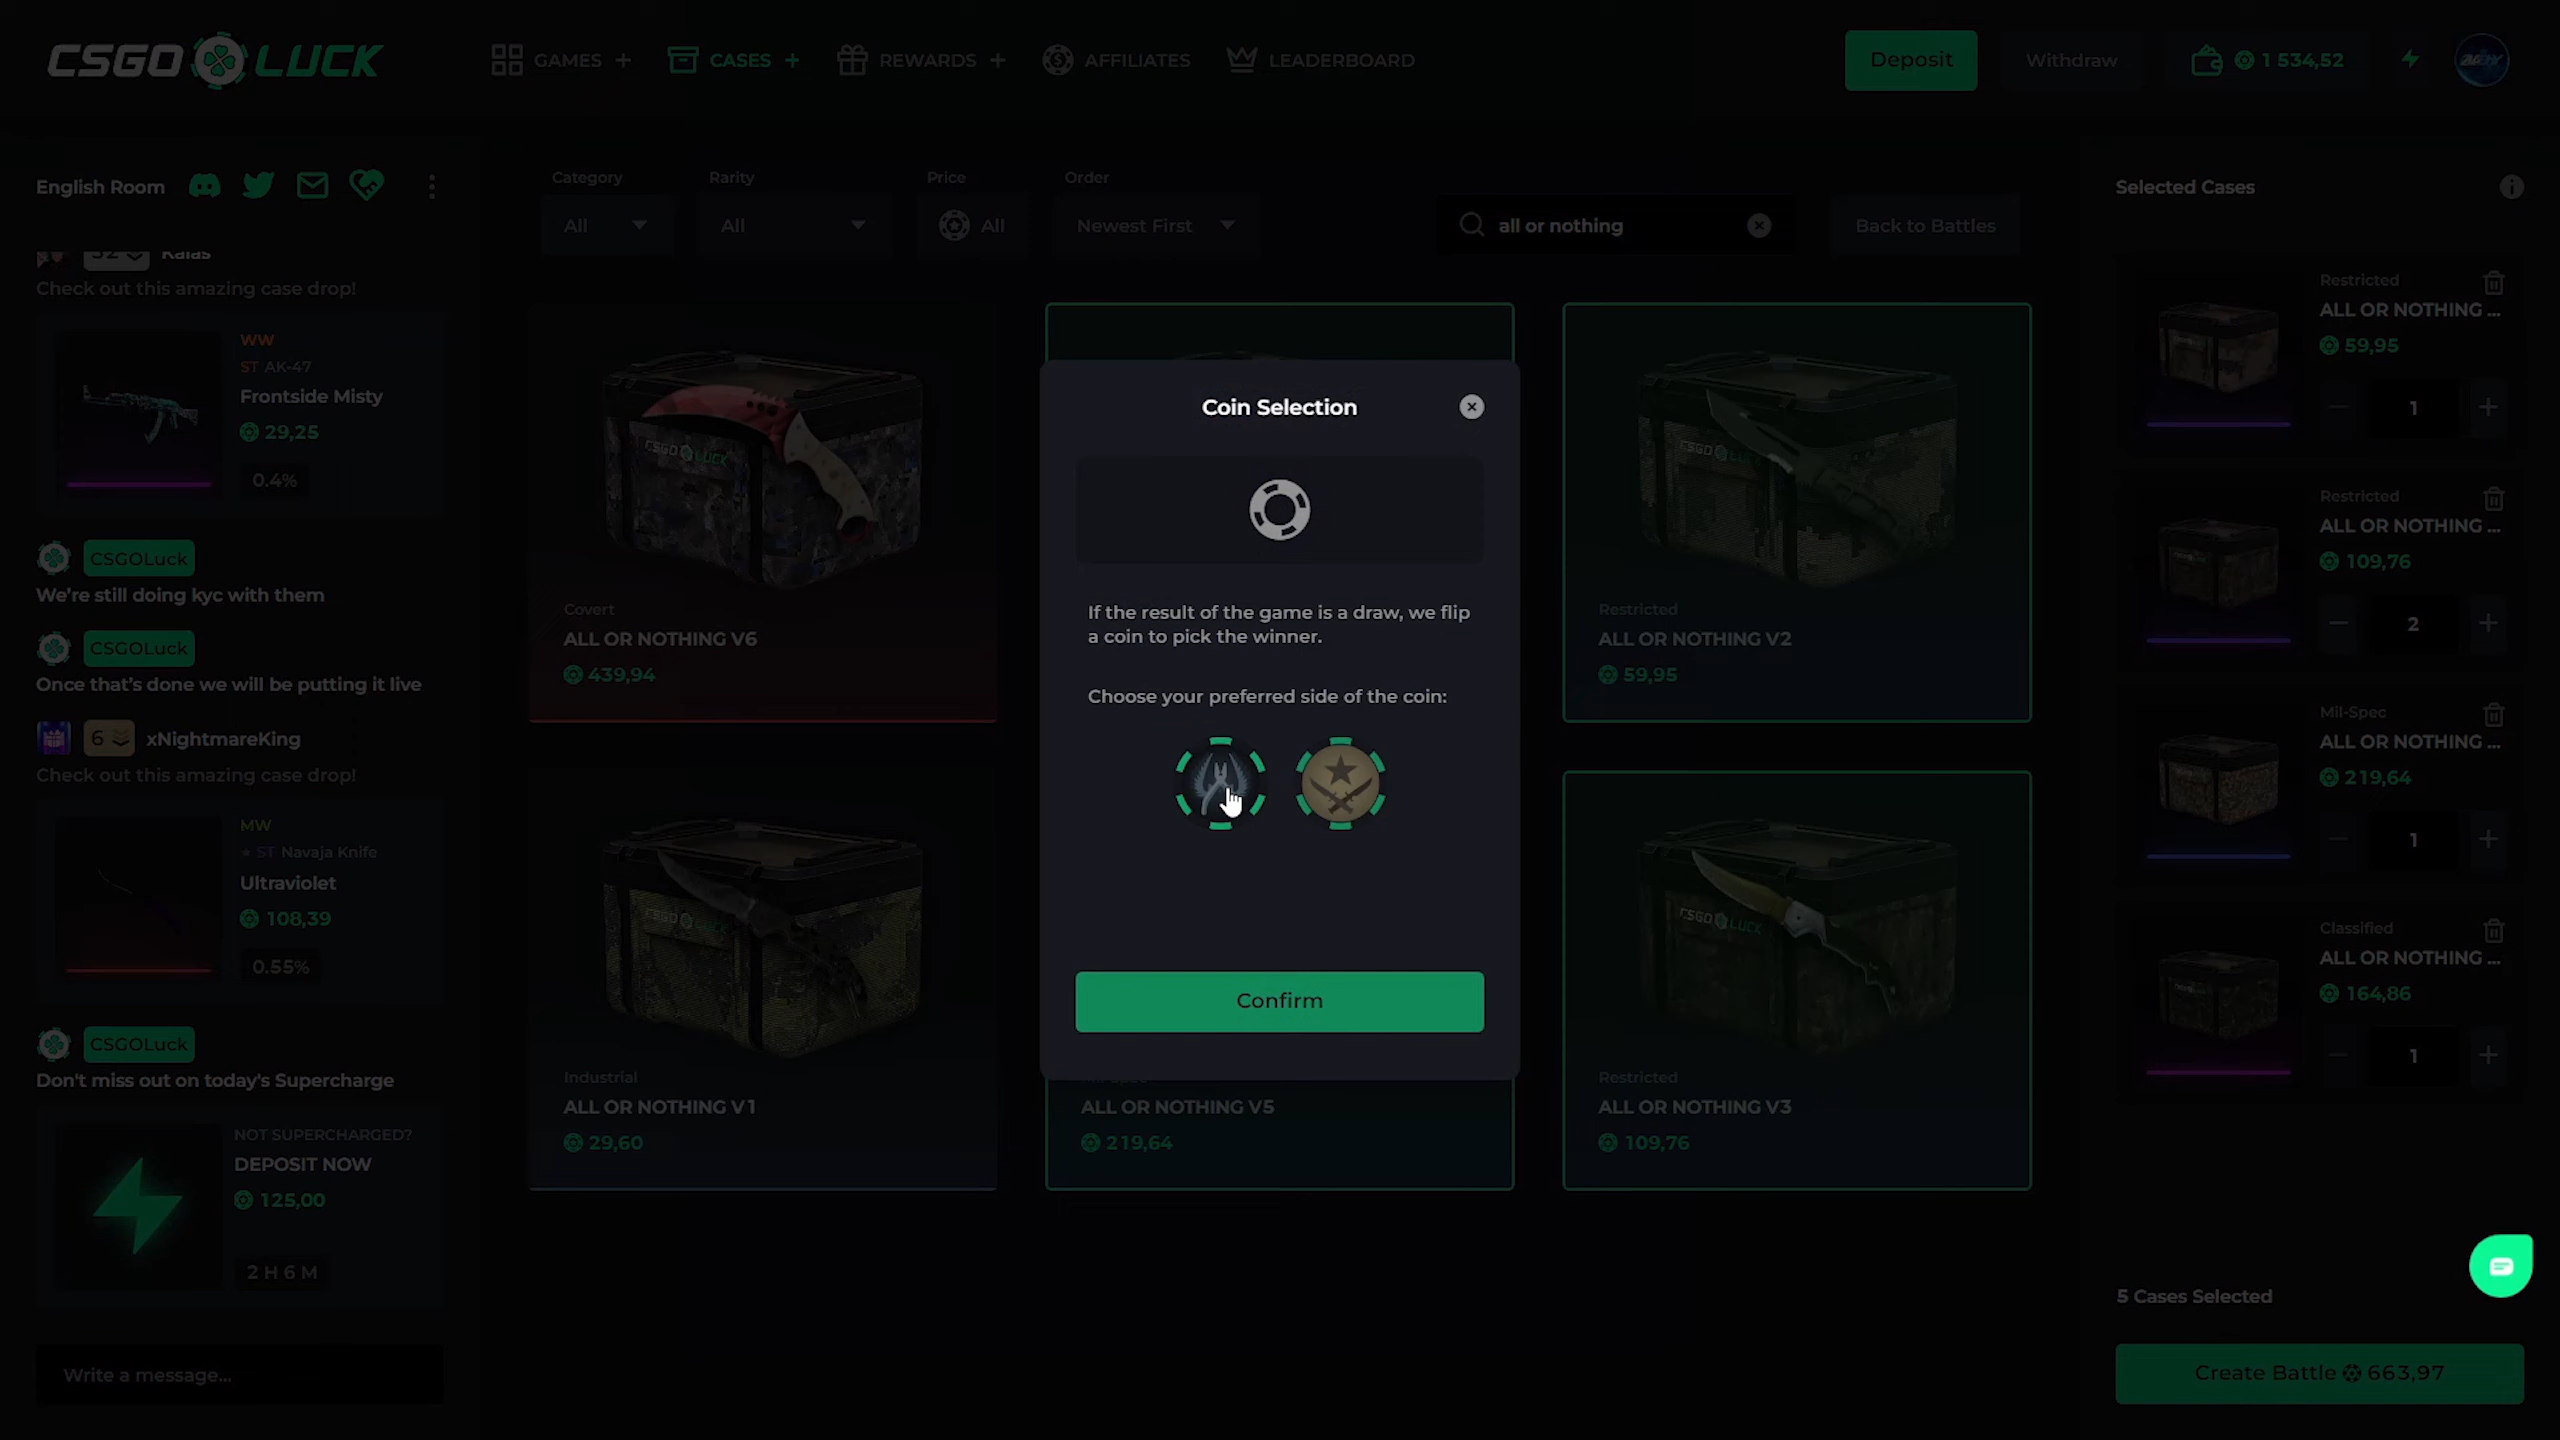 CSGO LUCK
GAMES
CASES
REWARDS
AFFILIATES
LEADERBOARD
Deposit
Withdraw
1 534,52
English Room
Kalas
Check out this amazing case drop!
WW
ST AK-47
Frontside Misty
29,25
0.4%
CSGOLuck
We're still doing kyc with them
CSGOLuck
Once that's done we will be putting it live
6 xNightmareKing
Check out this amazing case drop!
MW
ST Navaja Knife
Ultraviolet
108,39
0.55%
CSGOLuck
Don't miss out on today's Supercharge
NOT SUPERCHARGED?
DEPOSIT NOW
125,00
2 H 6 M
Write a message...
Category
All
Rarity
All
Price
All
Order
Newest First
all or nothing
Back to Battles
CSGO LUCK
Covert
ALL OR NOTHING V6
439,94
CSGO LUCK
Restricted
ALL OR NOTHING V2
59,95
CSGO LUCK
Industrial
ALL OR NOTHING V1
29,60
ALL OR NOTHING V5
219,64
CSGO LUCK
Restricted
ALL OR NOTHING V3
109,76
Coin Selection
If the result of the game is a draw, we flip
a coin to pick the winner.
Choose your preferred side of the coin:
Confirm
Selected Cases
Restricted
ALL OR NOTHING ...
59,95
1
Restricted
ALL OR NOTHING ...
109,76
2
Mil-Spec
ALL OR NOTHING ...
219,64
1
Classified
ALL OR NOTHING ...
164,86
1
5 Cases Selected
Create Battle 663,97